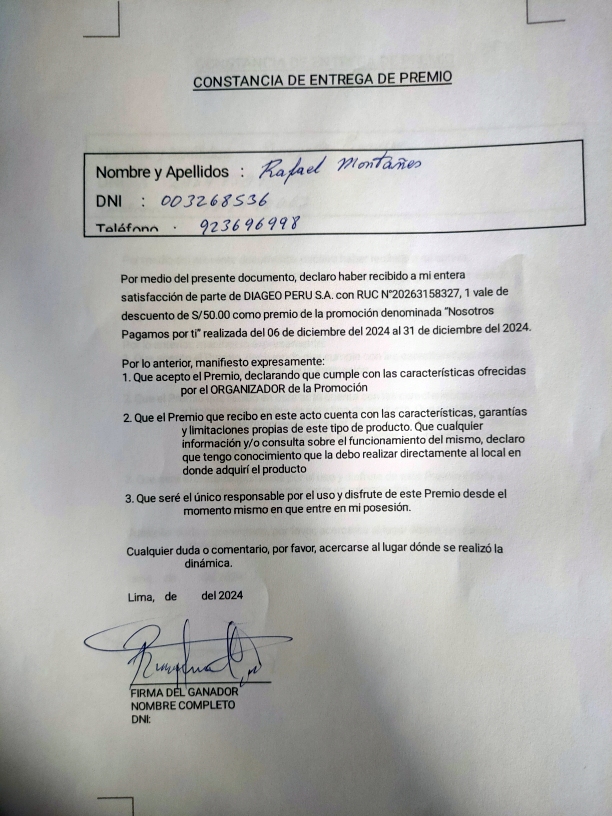 CONSTANCIA DE ENTREGA DE PREMIO
Nombre y Apellidos : Rafael Montañes
DNI : 003268536
Teléfono : 923696998
Por medio del presente documento, declaro haber recibido a mi entera
satisfacción de parte de DIAGEO PERU S.A. con RUC N°20263158327, 1 vale de
descuento de S/50.00 como premio de la promoción denominada "Nosotros
Pagamos por ti" realizada del 06 de diciembre del 2024 al 31 de diciembre del 2024.
Por lo anterior, manifiesto expresamente:
1. Que acepto el Premio, declarando que cumple con las características ofrecidas
por el ORGANIZADOR de la Promoción
2. Que el Premio que recibo en este acto cuenta con las características, garantías
y limitaciones propias de este tipo de producto. Que cualquier
información y/o consulta sobre el funcionamiento del mismo, declaro
que tengo conocimiento que la debo realizar directamente al local en
donde adquirí el producto
3. Que seré el único responsable por el uso y disfrute de este Premio desde el
momento mismo en que entre en mi posesión.
Cualquier duda o comentario, por favor, acercarse al lugar dónde se realizó la
dinámica.
Lima, de del 2024
FIRMA DEL GANADOR
NOMBRE COMPLETO
DNI: